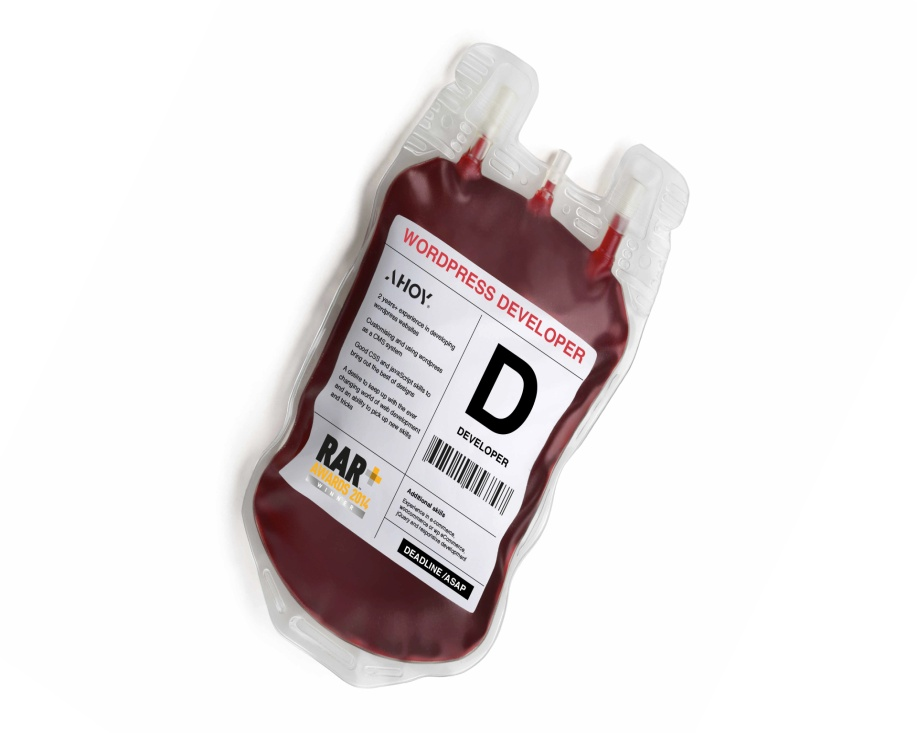 WORDPRESS DEVELOPER
AHOY.
2 years+ experience in developing
wordpress websites
Customising and using wordpress
as a CMS system
Good CSS and javaScript skills to
bring out the best of designs
A desire to keep up with the ever
changing world of web development
and an ability to pick up new skills
and tricks
RAR+
AWARDS 2014
WINNER
D
DEVELOPER
Additional skills
Experience in e-commerce,
woocommerce or wp eCommerce,
jQuery and responsive development
DEADLINE /ASAP